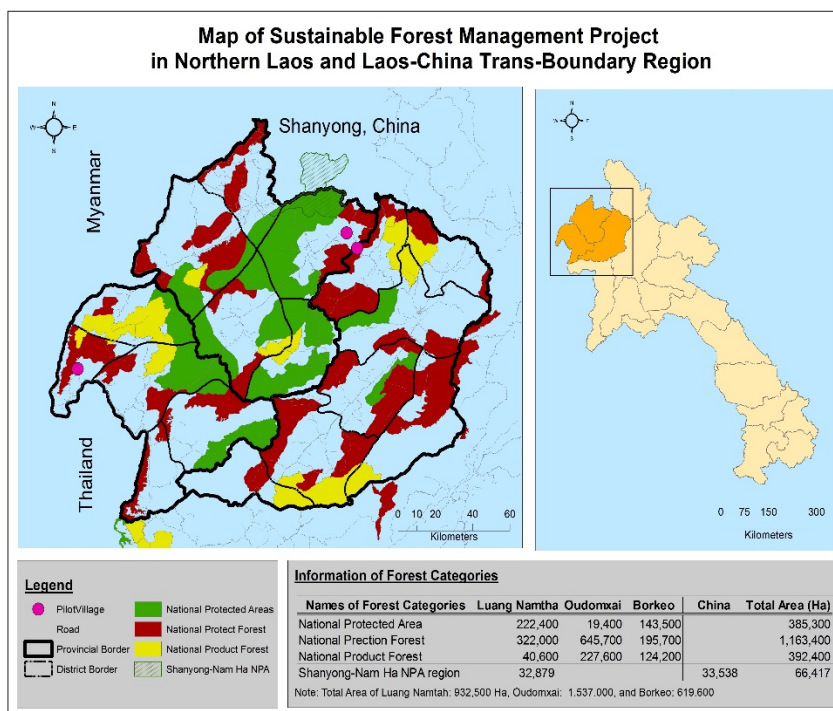 Map of Sustainable Forest Management Project
in Northern Laos and Laos-China Trans-Boundary Region
N
W E
S
Shanyong, China
Myanmar
Thailand
0 10 20 40 60
Kilometers
N
W E
S
0 75 150 300
Kilometers
Legend
PilotVillage
Road
Provincial Border
District Border
National Protected Areas
National Protect Forest
National Product Forest
Shanyong-Nam Ha NPA
Information of Forest Categories
Names of Forest Categories Luang Namtha Oudomxai Borkeo China Total Area (Ha)
National Protected Area 222,400 19,400 143,500 385,300
National Prection Forest 322,000 645,700 195,700 1,163,400
National Product Forest 40,600 227,600 124,200 392,400
Shanyong-Nam Ha NPA region 32,879 33,538 66,417
Note: Total Area of Luang Namtah: 932,500 Ha, Oudomxai: 1.537.000, and Borkeo: 619.600